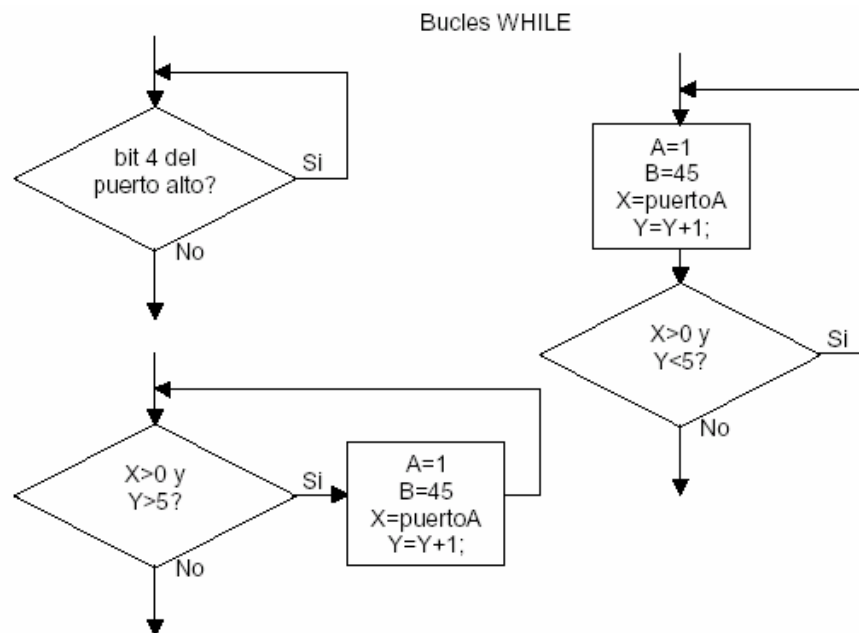 Bucles WHILE
bit 4 del
puerto alto?
Si
No
X>0 y
Y>5?
Si
No
A=1
B=45
X=puertoA
Y=Y+1;
A=1
B=45
X=puertoA
Y=Y+1;
X>0 y
Y<5?
Si
No